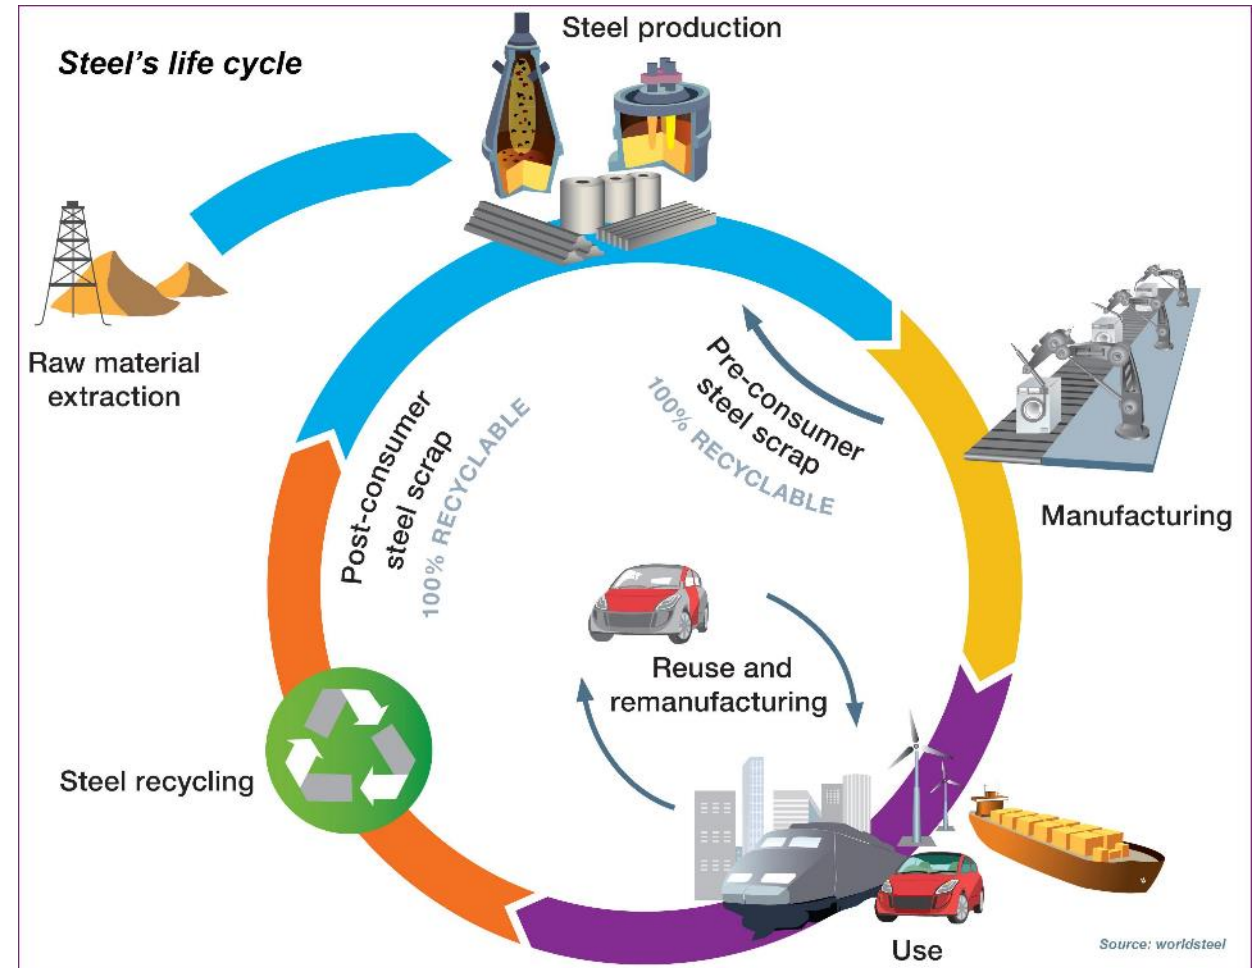 Steel production
Steel's life cycle
Raw material
extraction
Pre-consumer
steel scrap
100% RECYCLABLE
Post-consumer
steel scrap
100% RECYCLABLE
Manufacturing
Reuse and
remanufacturing
Steel recycling
Use
Source: worldsteel